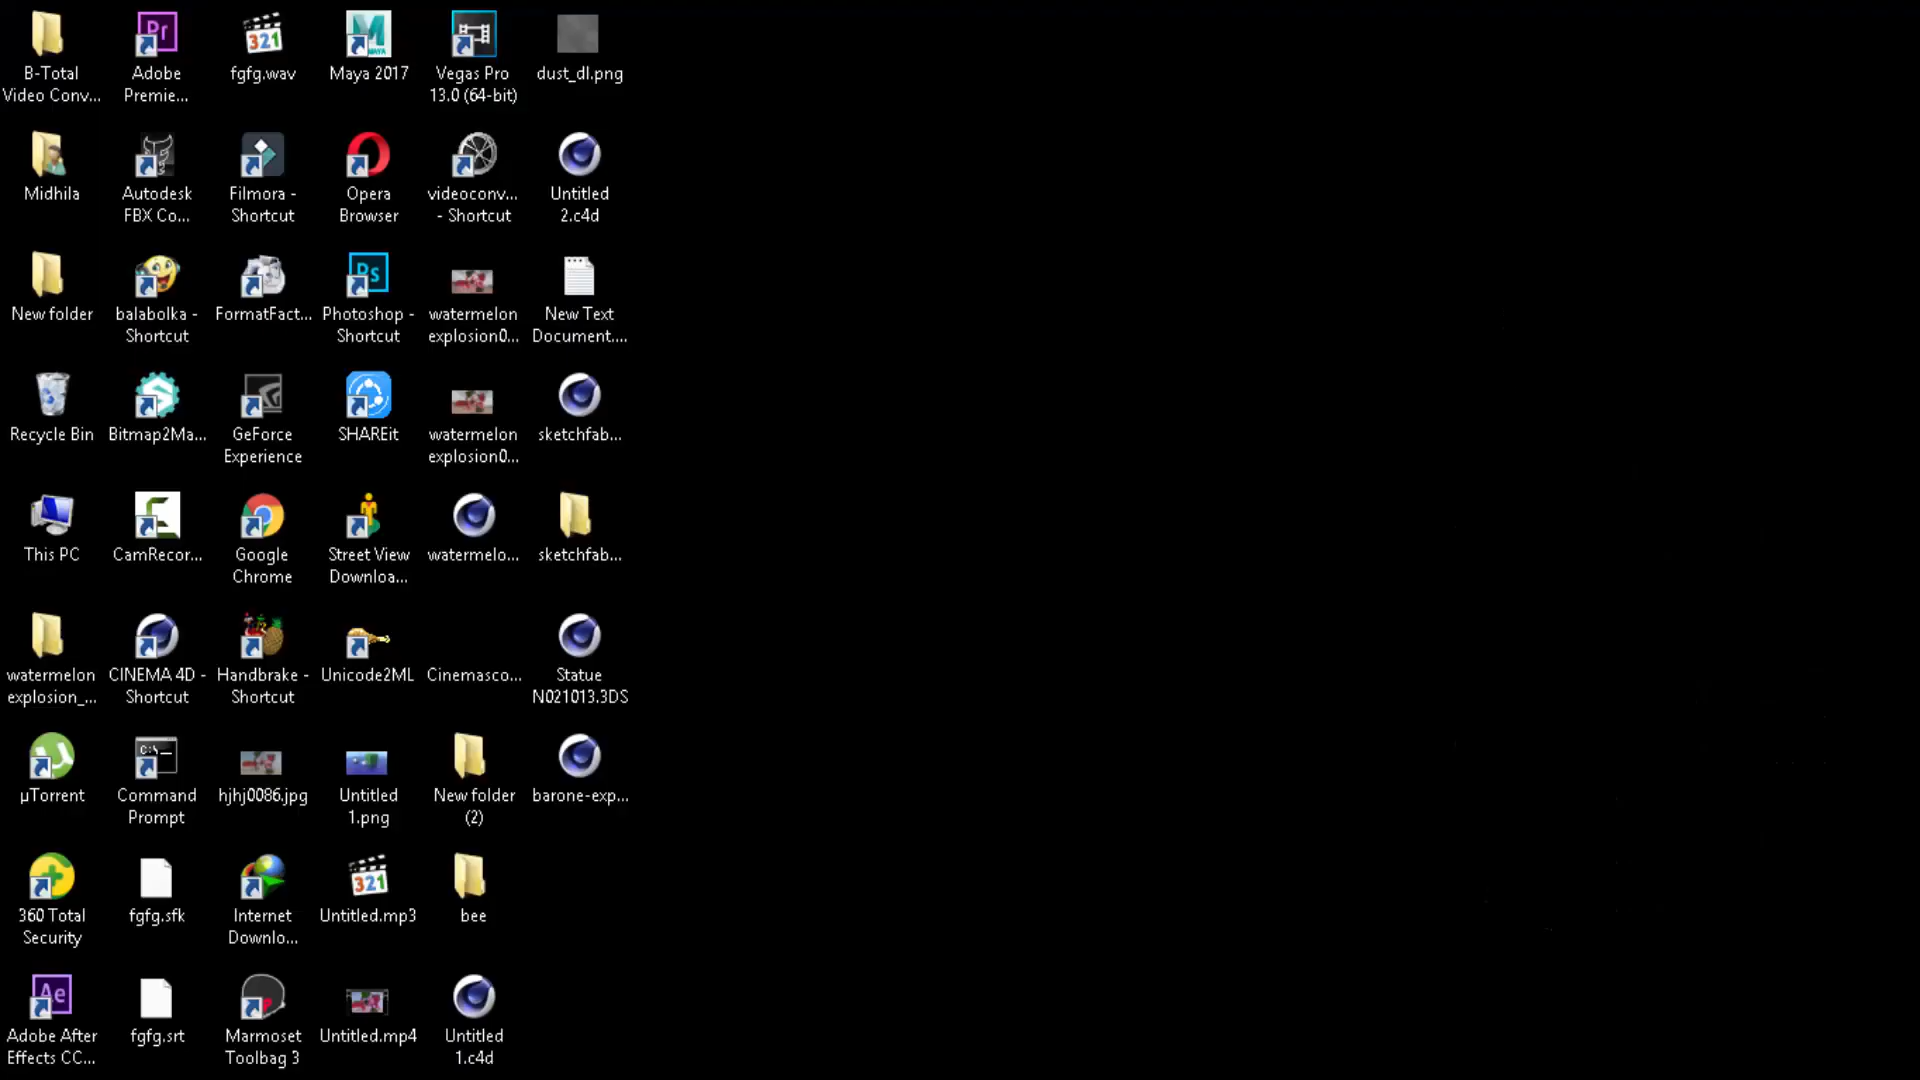 B-Total
Video Conv...
Adobe
Premie...
fgfg.wav
Maya 2017
Vegas Pro
13.0 (64-bit)
dust_dl.png
Midhila
Autodesk
FBX Co...
Filmora -
Shortcut
Opera
Browser
videoconv...
- Shortcut
Untitled
2.c4d
New folder
balabolka -
Shortcut
FormatFact...
Photoshop -
Shortcut
watermelon
explosion0...
New Text
Document....
Recycle Bin
Bitmap2Ma...
GeForce
Experience
SHAREit
watermelon
explosion0...
sketchfab...
This PC
CamRecor...
Google
Chrome
Street View
Downloa...
watermelo...
sketchfab...
watermelon
explosion_...
CINEMA 4D -
Shortcut
Handbrake -
Shortcut
Unicode2ML
Cinemasco...
Statue
N021013.3DS
µTorrent
Command
Prompt
hjhj0086.jpg
Untitled
1.png
New folder
(2)
barone-exp...
360 Total
Security
fgfg.sfk
Internet
Downlo...
Untitled.mp3
bee
Adobe After
Effects CC...
fgfg.srt
Marmoset
Toolbag 3
Untitled.mp4
Untitled
1.c4d